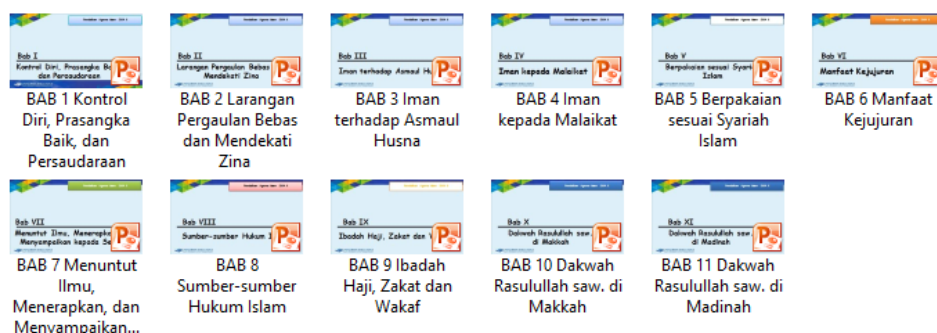 Bab I
Kontrol Diri, Prasangka
dan Persaudaraan
BAB 1 Kontrol
Diri, Prasangka
Baik, dan
Persaudaraan
Bab II
Larangan Pergaulan Bebas
Mendekati Zina
BAB 2 Larangan
Pergaulan Bebas
dan Mendekati
Zina
Bab III
Iman terhadap Asmaul
BAB 3 Iman
terhadap Asmaul
Husna
Bab IV
Iman kepada Malaikat
BAB 4 Iman
kepada Malaikat
Bab V
Berpakaian sesuai
Islam
BAB 5 Berpakaian
sesuai Syariah
Islam
Bab VI
Manfaat Kejujuran
BAB 6 Manfaat
Kejujuran
Bab VII
Menuntut Ilmu,
Menyampaikan kepada
BAB 7 Menuntut
Ilmu,
Menerapkan, dan
Menyampaikan...
Bab VIII
Sumber-sumber Hukum
BAB 8
Sumber-sumber
Hukum Islam
Bab IX
Ibadah Haji, Zakat dan
BAB 9 Ibadah
Haji, Zakat dan
Wakaf
Bab X
Dakwah Rasulullah saw.
di Makkah
BAB 10 Dakwah
Rasulullah saw. di
Makkah
Bab XI
Dakwah Rasulullah saw.
di Madinah
BAB 11 Dakwah
Rasulullah saw. di
Madinah